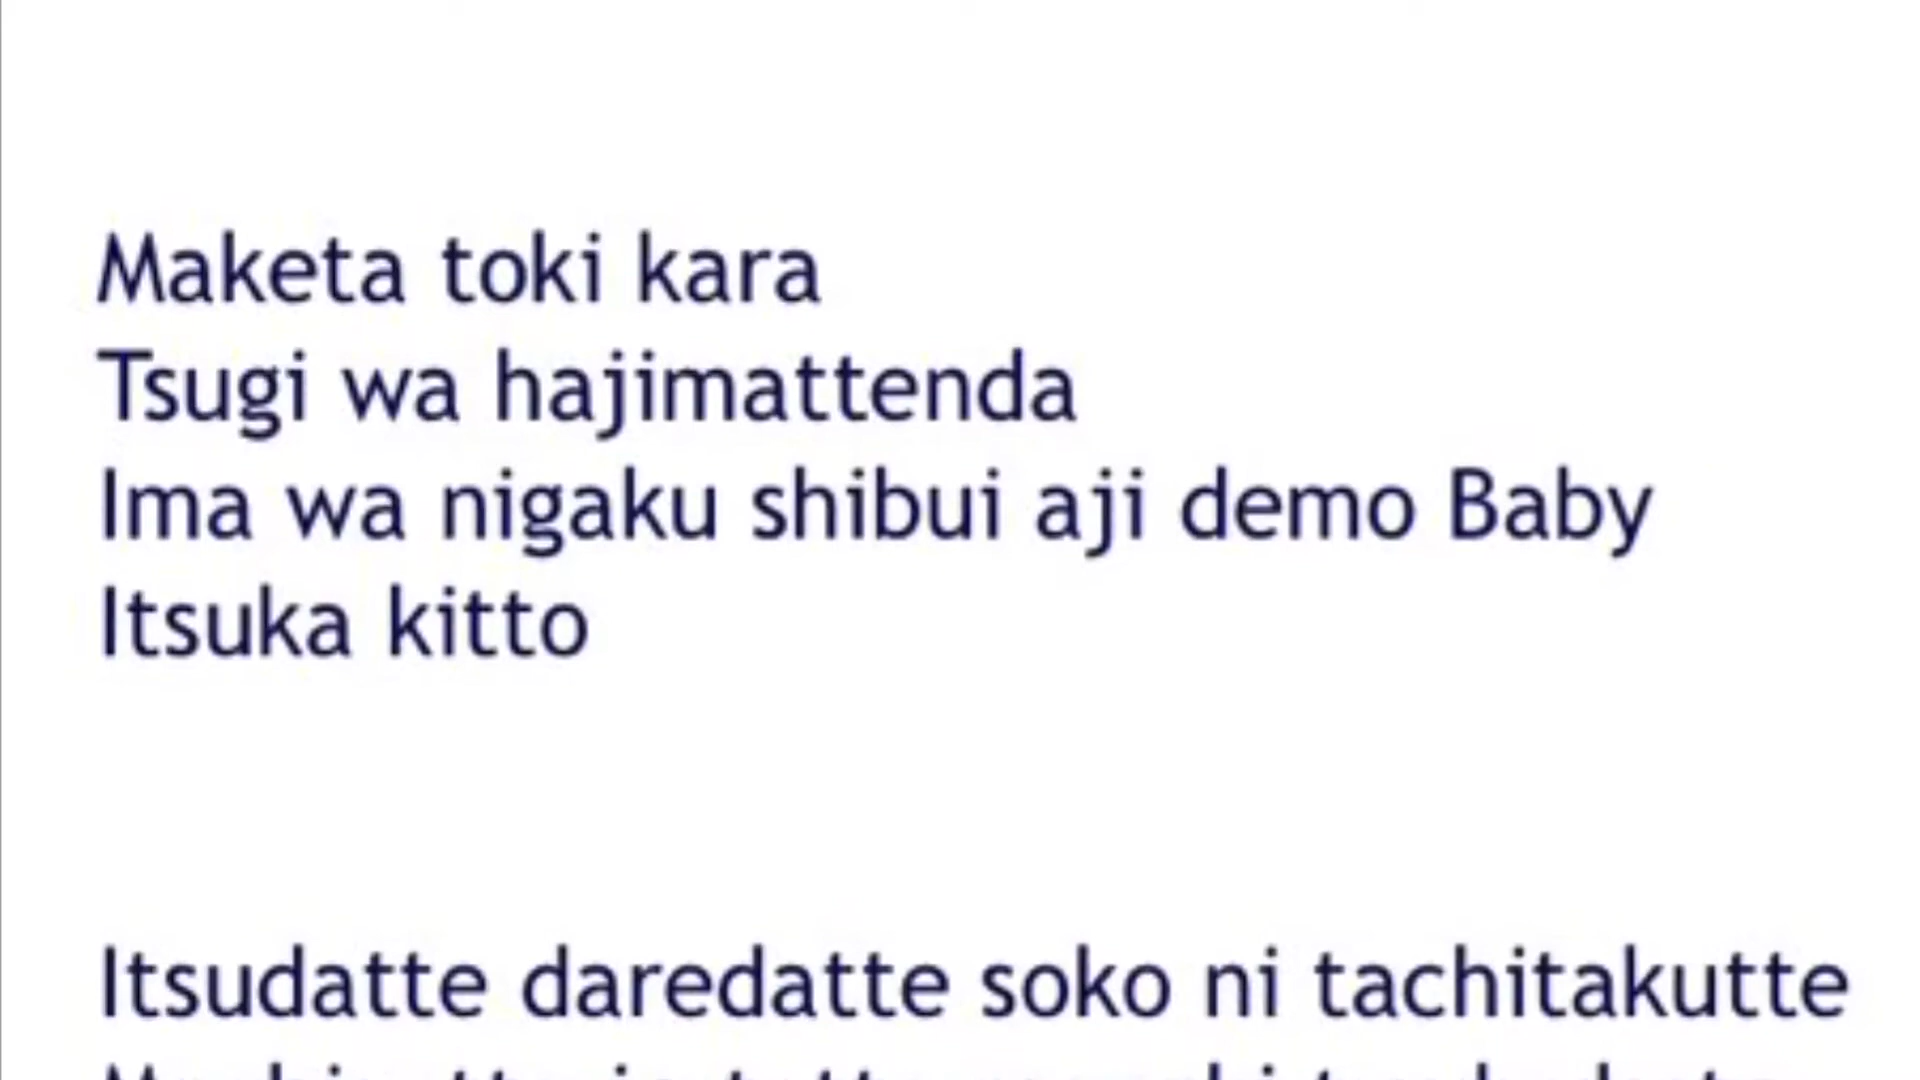 Maketa toki kara
Tsugi wa hajimattenda
Ima wa nigaku shibui aji demo Baby
Itsuka kitto
Itsudatte daredatte soko ni tachitakutte